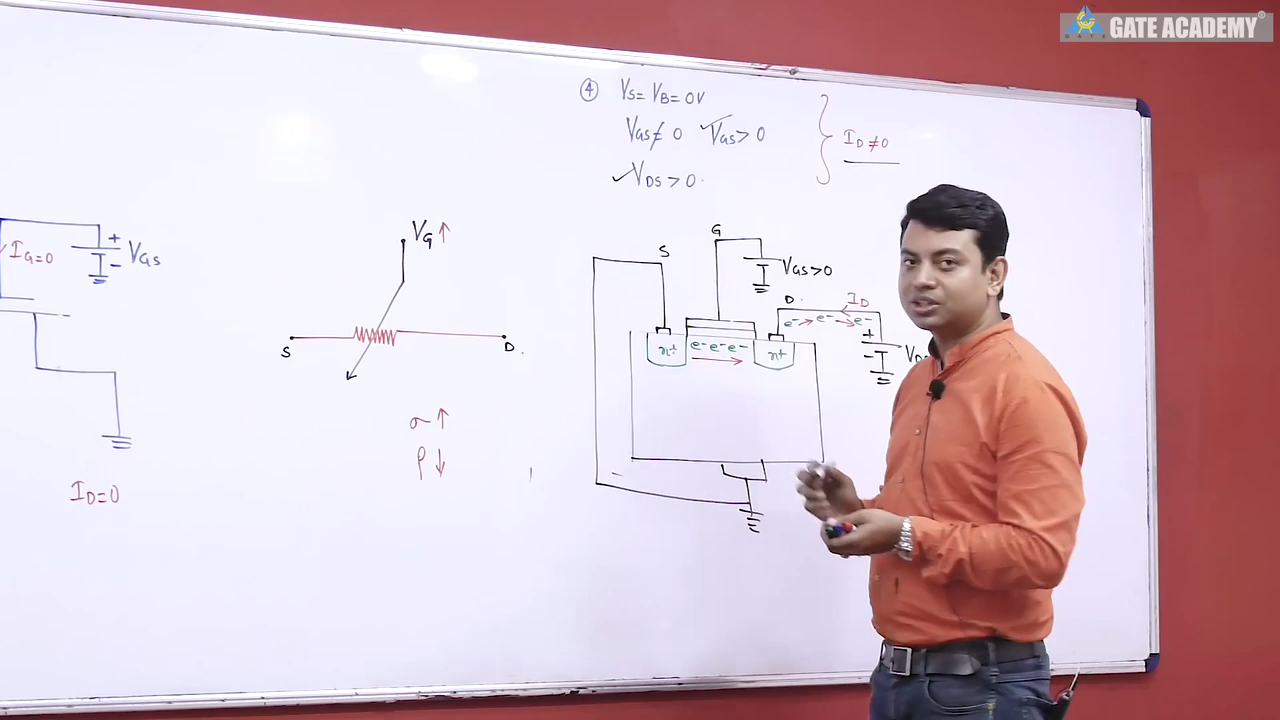 GATE ACADEMY®
④ VS = VB = 0V
VGS ≠ 0 ✓VGS > 0
✓VDS > 0.
} ID ≠ 0
IG=0
+
-
VGS
ID=0
VG ↑
S
D.
σ ↑
ρ ↓
G
S
VGS>0
D.
ID
e- → e- → e-
+
-
n+
e- e- e-
n+